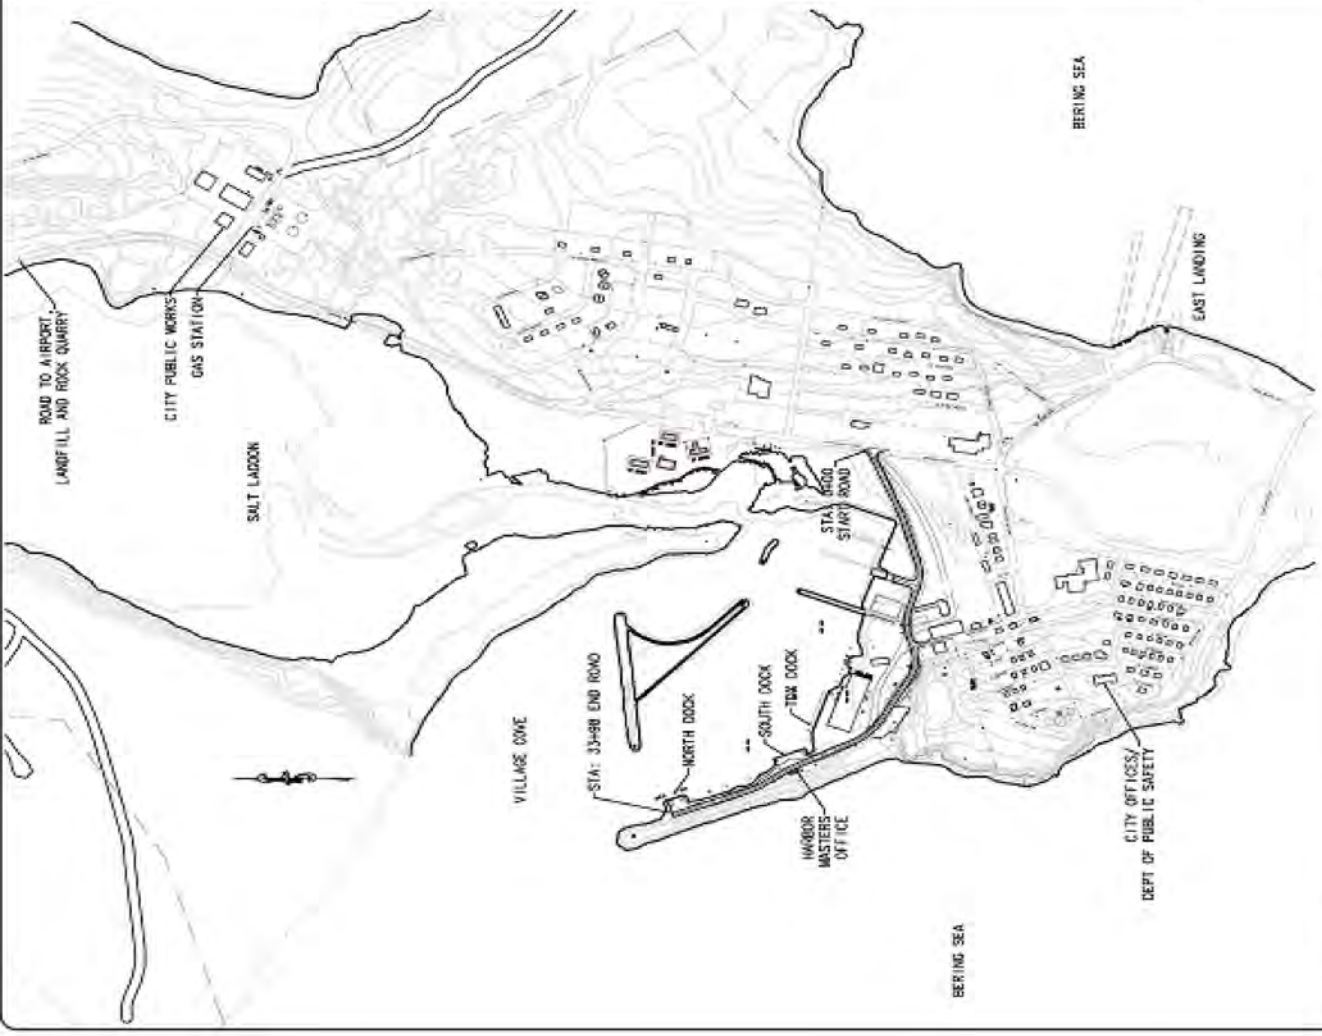 ROAD TO AIRPORT,
LANDFILL AND ROCK QUARRY
CITY PUBLIC WORKS
GAS STATION
SALT LAGOON
BERING SEA
EAST LANDING
START ROAD
VILLAGE COVE
STA: 33+90 END ROAD
NORTH DOCK
SOUTH DOCK
TDX DOCK
HARBOR
MASTERS
OFFICE
CITY OFFICES/
DEPT OF PUBLIC SAFETY
BERING SEA